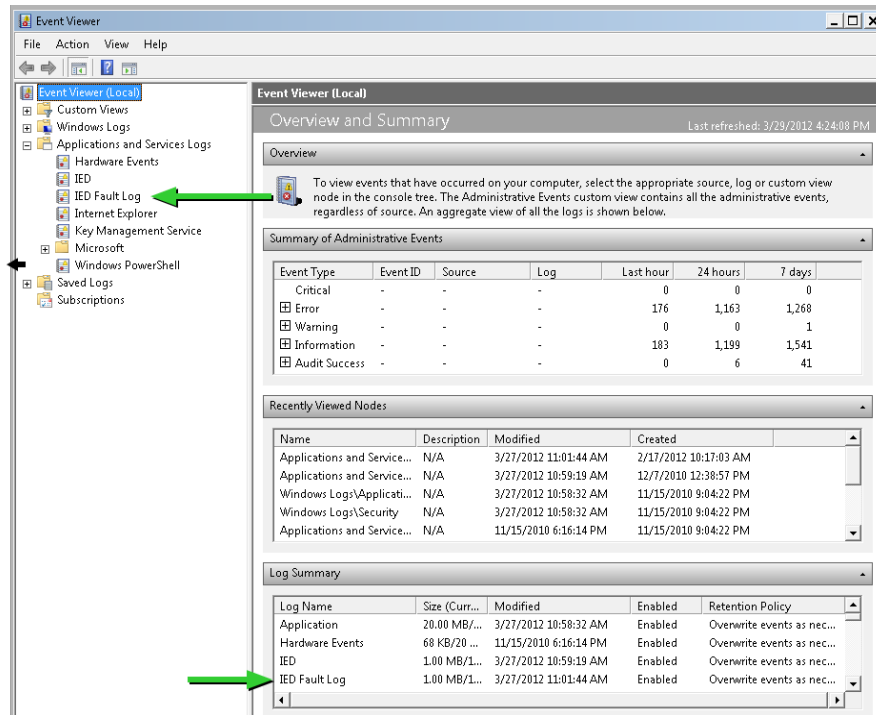 Event Viewer
File Action View Help
Event Viewer (Local)
Custom Views
Windows Logs
Applications and Services Logs
Hardware Events
IED
IED Fault Log
Internet Explorer
Key Management Service
Microsoft
Windows PowerShell
Saved Logs
Subscriptions
Event Viewer (Local)
Overview and Summary Last refreshed: 3/29/2012 4:24:08 PM
Overview
To view events that have occurred on your computer, select the appropriate source, log or custom view
node in the console tree. The Administrative Events custom view contains all the administrative events,
regardless of source. An aggregate view of all the logs is shown below.
Summary of Administrative Events
Event Type Event ID Source Log Last hour 24 hours 7 days
Critical - - - 0 0 0
Error - - - 176 1,163 1,268
Warning - - - 0 0 1
Information - - - 183 1,199 1,541
Audit Success - - - 0 6 41
Recently Viewed Nodes
Name Description Modified Created
Applications and Service... N/A 3/27/2012 11:01:44 AM 2/17/2012 10:17:03 AM
Applications and Service... N/A 3/27/2012 10:59:19 AM 12/7/2010 12:38:57 PM
Windows Logs\Applicati... N/A 3/27/2012 10:58:32 AM 11/15/2010 9:04:22 PM
Windows Logs\Security N/A 3/27/2012 10:58:32 AM 11/15/2010 9:04:22 PM
Applications and Service... N/A 11/15/2010 6:16:14 PM 11/15/2010 9:04:22 PM
Log Summary
Log Name Size (Curr... Modified Enabled Retention Policy
Application 20.00 MB/... 3/27/2012 10:58:32 AM Enabled Overwrite events as nec...
Hardware Events 68 KB/20 ... 11/15/2010 6:16:14 PM Enabled Overwrite events as nec...
IED 1.00 MB/1... 3/27/2012 10:59:19 AM Enabled Overwrite events as nec...
IED Fault Log 1.00 MB/1... 3/27/2012 11:01:44 AM Enabled Overwrite events as nec...